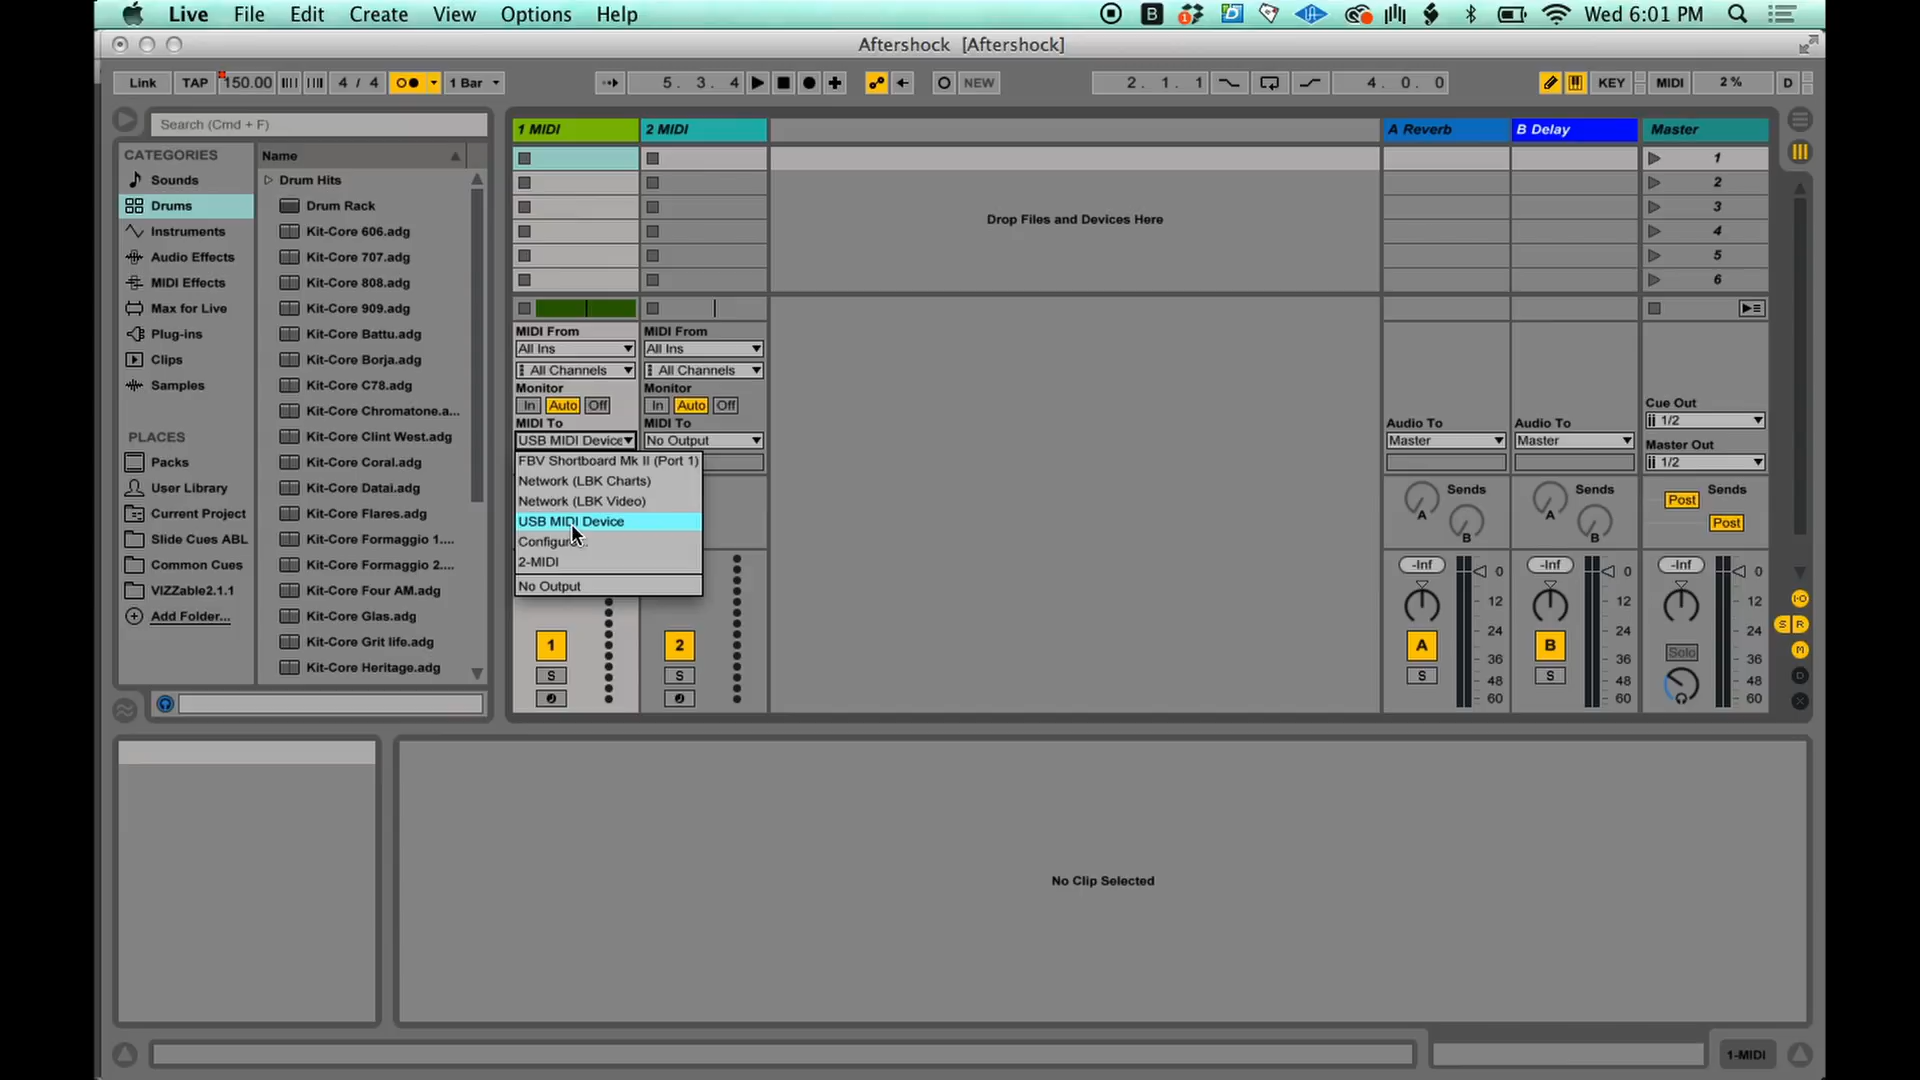 Live File Edit Create View Options Help Wed 6:01 PM
Aftershock [Aftershock]
Link TAP 150.00 4 / 4 1 Bar 5. 3. 4 NEW 2. 1. 1 4. 0. 0 KEY MIDI 2 % D
Search (Cmd + F)
CATEGORIES
Sounds
Drums
Instruments
Audio Effects
MIDI Effects
Max for Live
Plug-ins
Clips
Samples
PLACES
Packs
User Library
Current Project
Slide Cues ABL
Common Cues
VIZZable2.1.1
Add Folder...
Name
Drum Hits
Drum Rack
Kit-Core 606.adg
Kit-Core 707.adg
Kit-Core 808.adg
Kit-Core 909.adg
Kit-Core Battu.adg
Kit-Core Borja.adg
Kit-Core C78.adg
Kit-Core Chromatone.a...
Kit-Core Clint West.adg
Kit-Core Coral.adg
Kit-Core Datai.adg
Kit-Core Flares.adg
Kit-Core Formaggio 1....
Kit-Core Formaggio 2....
Kit-Core Four AM.adg
Kit-Core Glas.adg
Kit-Core Grit life.adg
Kit-Core Heritage.adg
1 MIDI
MIDI From
All Ins
All Channels
Monitor
In Auto Off
MIDI To
USB MIDI Device
FBV Shortboard Mk II (Port 1)
Network (LBK Charts)
Network (LBK Video)
USB MIDI Device
2-MIDI
No Output
1
S
2 MIDI
MIDI From
All Ins
All Channels
Monitor
In Auto Off
MIDI To
No Output
2
S
Drop Files and Devices Here
A Reverb
Audio To
Master
Sends
A
B
-Inf
0
12
24
36
48
60
A
S
B Delay
Audio To
Master
Sends
A
B
-Inf
0
12
24
36
48
60
B
S
Master
1
2
3
4
5
6
Cue Out
1/2
Master Out
1/2
Sends
Post
Post
-Inf
0
12
24
36
48
60
Solo
I·O
S R
M
D
X
No Clip Selected
1-MIDI